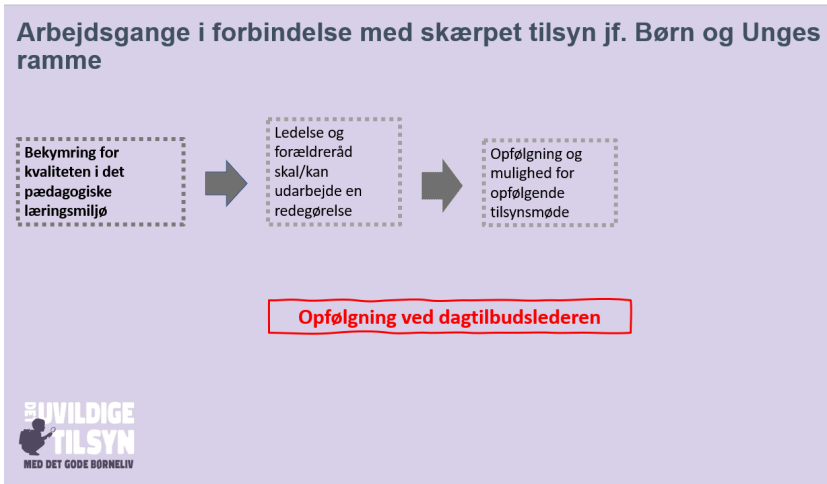 Arbejdsgange i forbindelse med skærpet tilsyn jf. Børn og Unges
ramme
Bekymring for
kvaliteten i det
pædagogiske
læringsmiljø
Ledelse og
forældreråd
skal/kan
udarbejde en
redegørelse
Opfølgning og
mulighed for
opfølgende
tilsynsmøde
Opfølgning ved dagtilbudslederen
DET UVILDIGE
TILSYN
MED DET GODE BØRNELIV